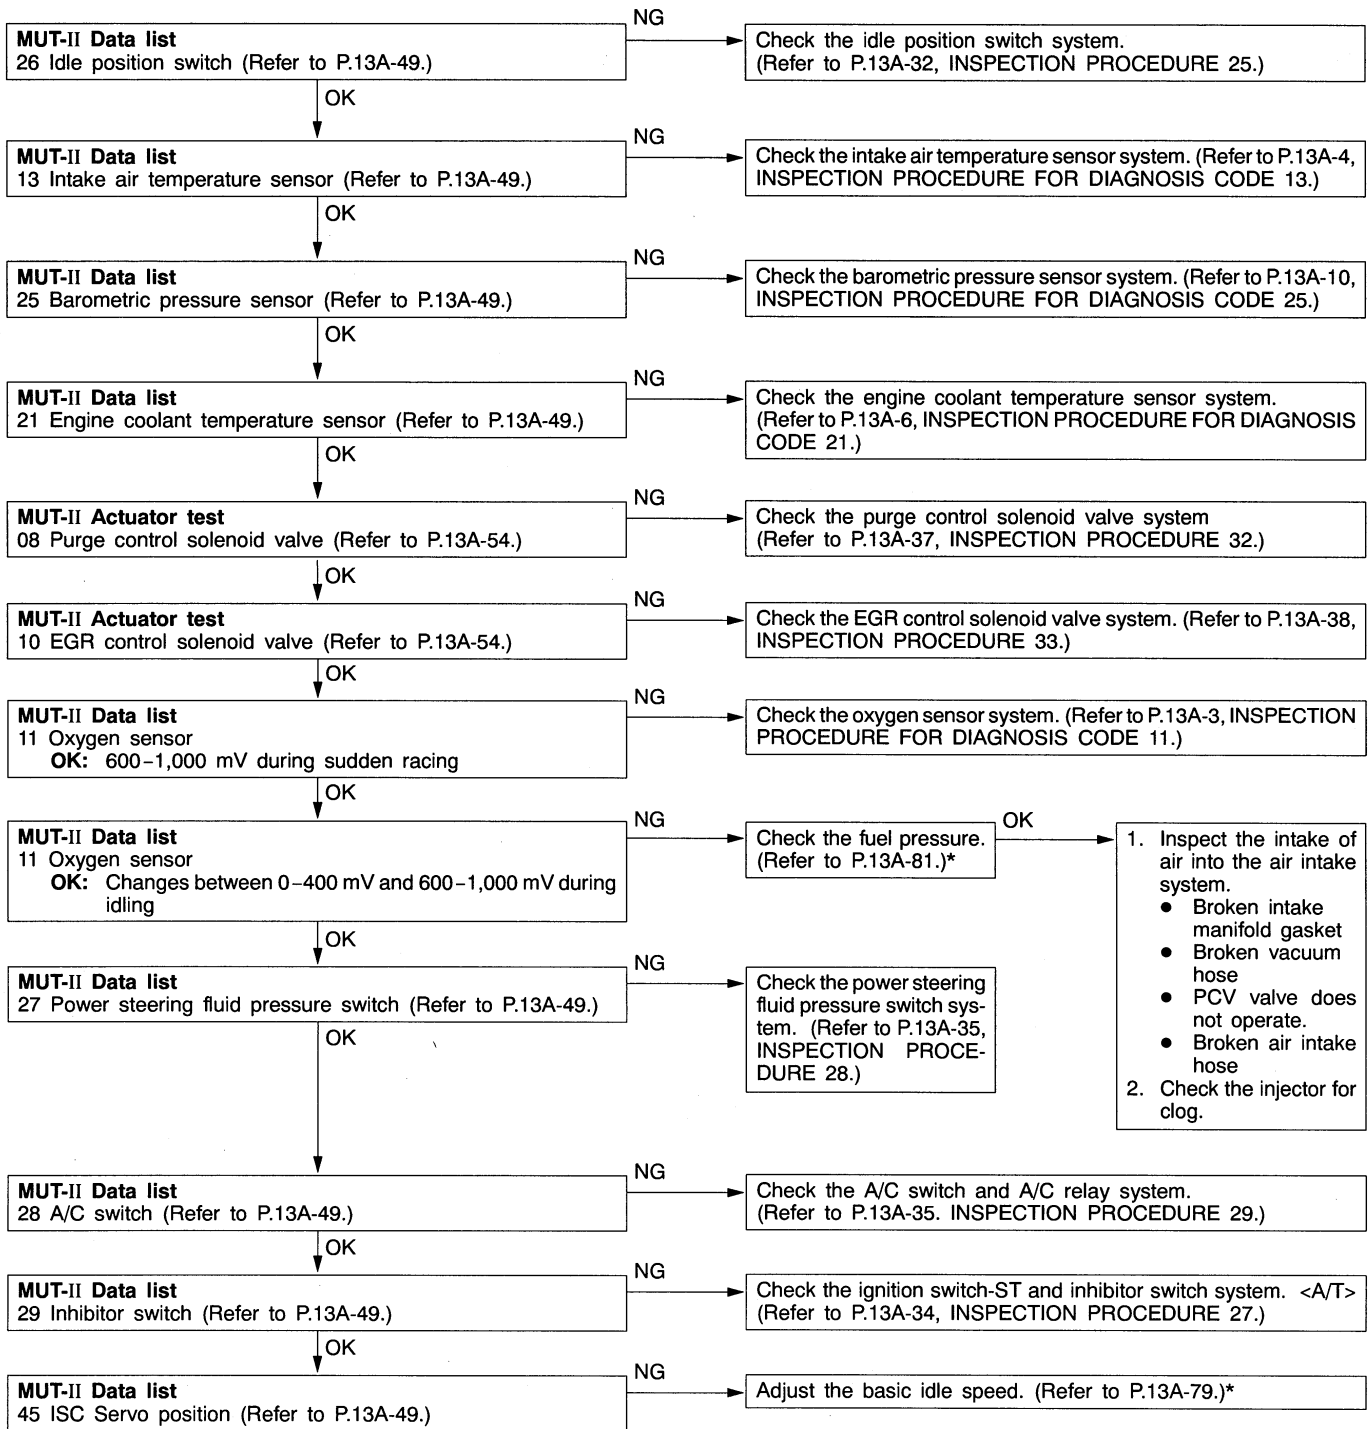 NG
MUT-II Data list
26 Idle position switch (Refer to P.13A-49.)
Check the idle position switch system.
(Refer to P.13A-32, INSPECTION PROCEDURE 25.)
OK
NG
MUT-II Data list
13 Intake air temperature sensor (Refer to P.13A-49.)
Check the intake air temperature sensor system. (Refer to P.13A-4,
INSPECTION PROCEDURE FOR DIAGNOSIS CODE 13.)
OK
NG
MUT-II Data list
25 Barometric pressure sensor (Refer to P.13A-49.)
Check the barometric pressure sensor system. (Refer to P.13A-10,
INSPECTION PROCEDURE FOR DIAGNOSIS CODE 25.)
OK
NG
MUT-II Data list
21 Engine coolant temperature sensor (Refer to P.13A-49.)
Check the engine coolant temperature sensor system.
(Refer to P.13A-6, INSPECTION PROCEDURE FOR DIAGNOSIS
CODE 21.)
OK
NG
MUT-II Actuator test
08 Purge control solenoid valve (Refer to P.13A-54.)
Check the purge control solenoid valve system
(Refer to P.13A-37, INSPECTION PROCEDURE 32.)
OK
NG
MUT-II Actuator test
10 EGR control solenoid valve (Refer to P.13A-54.)
Check the EGR control solenoid valve system. (Refer to P.13A-38,
INSPECTION PROCEDURE 33.)
OK
NG
MUT-II Data list
11 Oxygen sensor
OK: 600–1,000 mV during sudden racing
Check the oxygen sensor system. (Refer to P.13A-3, INSPECTION
PROCEDURE FOR DIAGNOSIS CODE 11.)
OK
NG
MUT-II Data list
11 Oxygen sensor
OK: Changes between 0–400 mV and 600–1,000 mV during
idling
Check the fuel pressure.
(Refer to P.13A-81.)*
OK
1. Inspect the intake of
air into the air intake
system.
● Broken intake
manifold gasket
● Broken vacuum
hose
● PCV valve does
not operate.
● Broken air intake
hose
2. Check the injector for
clog.
OK
NG
MUT-II Data list
27 Power steering fluid pressure switch (Refer to P.13A-49.)
Check the power steering
fluid pressure switch sys-
tem. (Refer to P.13A-35,
INSPECTION PROCE-
DURE 28.)
OK
NG
MUT-II Data list
28 A/C switch (Refer to P.13A-49.)
Check the A/C switch and A/C relay system.
(Refer to P.13A-35. INSPECTION PROCEDURE 29.)
OK
NG
MUT-II Data list
29 Inhibitor switch (Refer to P.13A-49.)
Check the ignition switch-ST and inhibitor switch system. <A/T>
(Refer to P.13A-34, INSPECTION PROCEDURE 27.)
OK
NG
MUT-II Data list
45 ISC Servo position (Refer to P.13A-49.)
Adjust the basic idle speed. (Refer to P.13A-79.)*